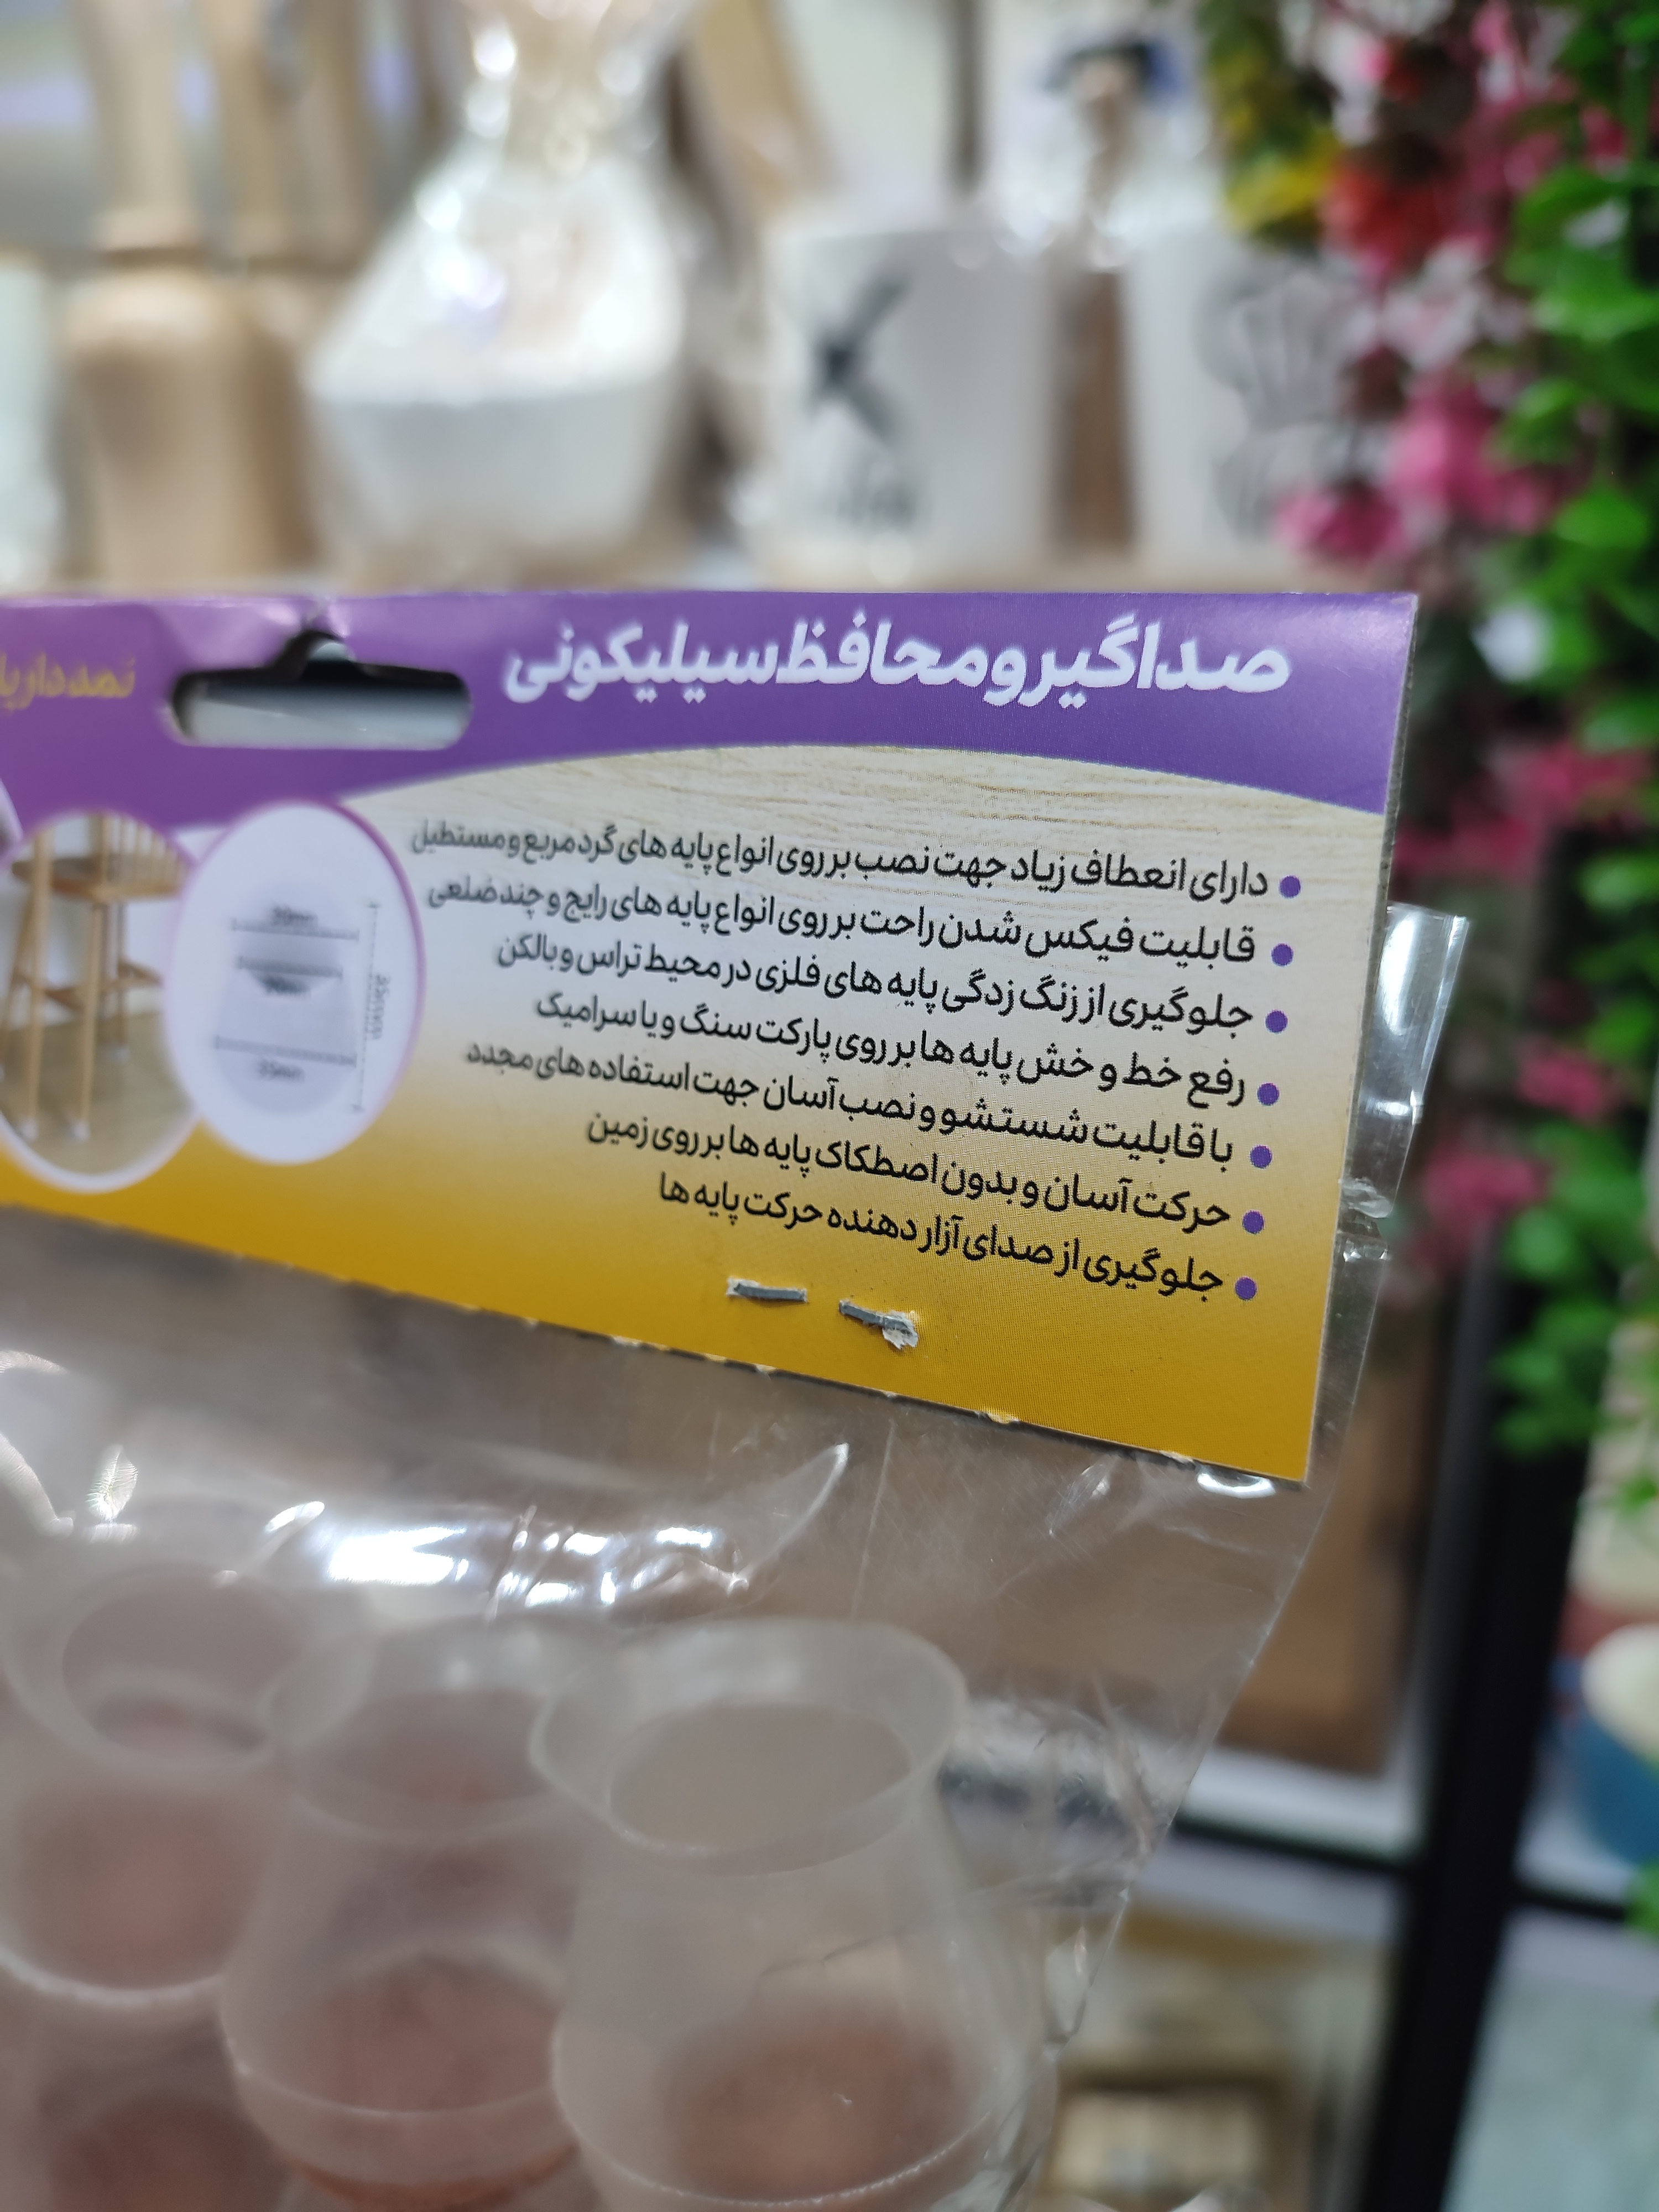 صداگیر و محافظ سیلیکونی
نمددار
دارای انعطاف زیاد جهت نصب بر روی انواع پایه های گرد مربع و مستطیل
قابلیت فیکس شدن راحت بر روی انواع پایه های رایج و چند ضلعی
جلوگیری از زنگ زدگی پایه های فلزی در محیط تراس و بالکن
رفع خط و خش پایه ها بر روی پارکت سنگ و یا سرامیک
با قابلیت شستشو و نصب آسان جهت استفاده های مجدد
حرکت آسان و بدون اصطکاک پایه ها بر روی زمین
جلوگیری از صدای آزار دهنده حرکت پایه ها